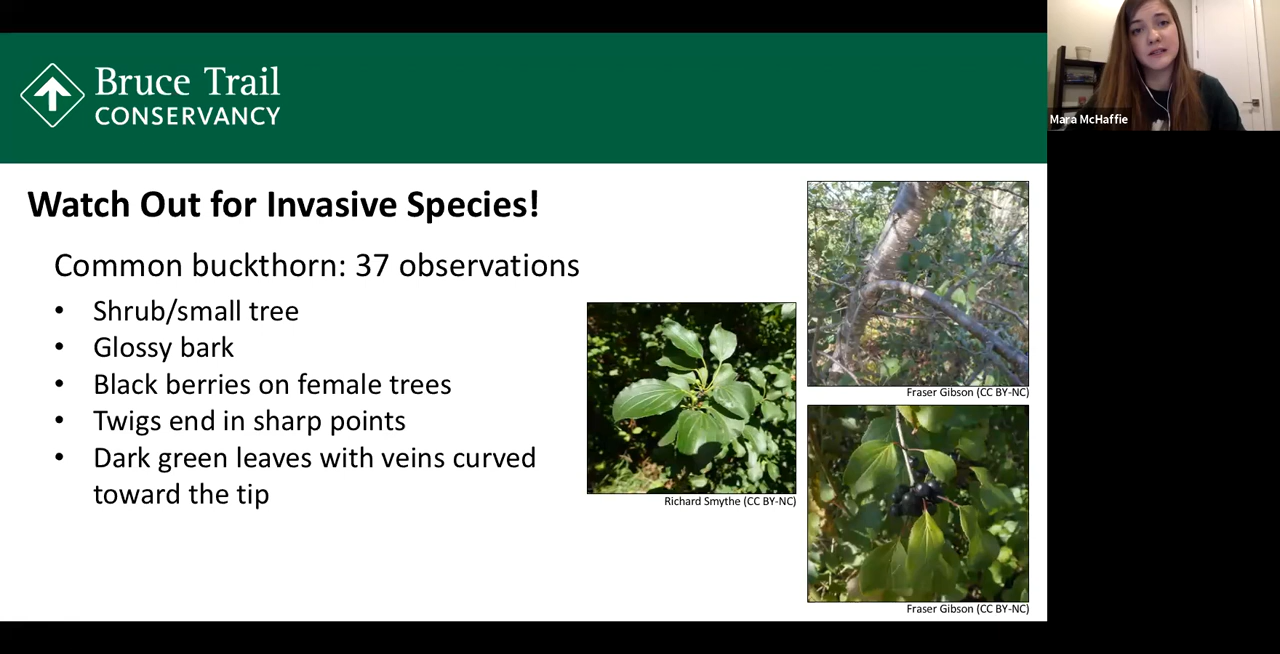 Bruce Trail
CONSERVANCY
Mara McHaffie
Watch Out for Invasive Species!
Common buckthorn: 37 observations
• Shrub/small tree
• Glossy bark
• Black berries on female trees
• Twigs end in sharp points
• Dark green leaves with veins curved
toward the tip
Richard Smythe (CC BY-NC)
Fraser Gibson (CC BY-NC)
Fraser Gibson (CC BY-NC)